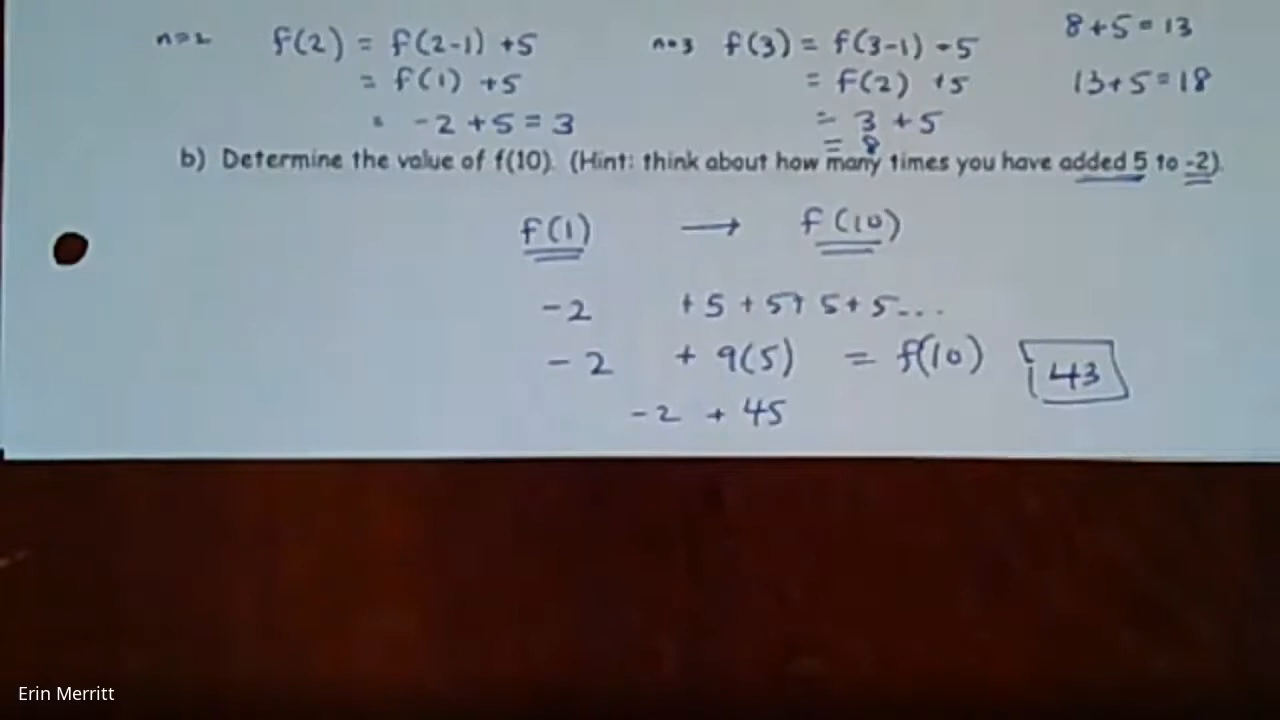 n=2 f(2) = f(2-1) +5
= f(1) +5
= -2 +5 = 3
n=3 f(3) = f(3-1) +5
= f(2) +5
= 3 +5
= 8
8+5=13
13+5=18
b) Determine the value of f(10). (Hint: think about how many times you have added 5 to -2).
f(1) → f(10)
-2 +5 +5+ 5+ 5...
-2 + 9(5) = f(10) 43
-2 + 45
Erin Merritt